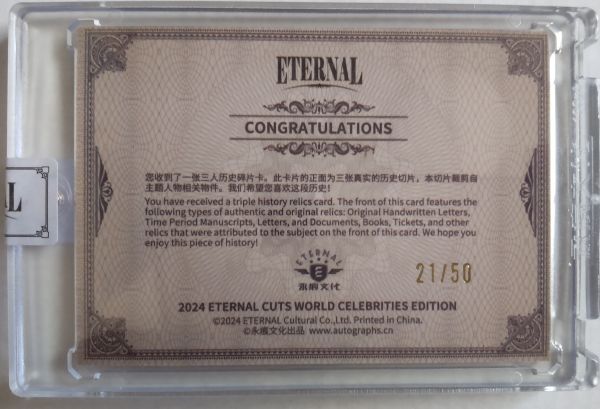 ETERNAL
CONGRATULATIONS
您收到了一张三人历史碎片卡。此卡片的正面为三张真实的历史切片，本切片裁剪自
主题人物相关物件。我们希望您喜欢这段历史！
You have received a triple history relics card. The front of this card features the
following types of authentic and original relics: Original Handwritten Letters,
Time Period Manuscripts, Letters, and Documents, Books, Tickets, and other
relics that were attributed to the subject on the front of this card. We hope you
enjoy this piece of history!
ETERNAL
E
永痕文化
21/50
2024 ETERNAL CUTS WORLD CELEBRITIES EDITION
©2024 ETERNAL Cultural Co.,Ltd. Printed in China.
©永痕文化出品 www.autographs.cn
AL